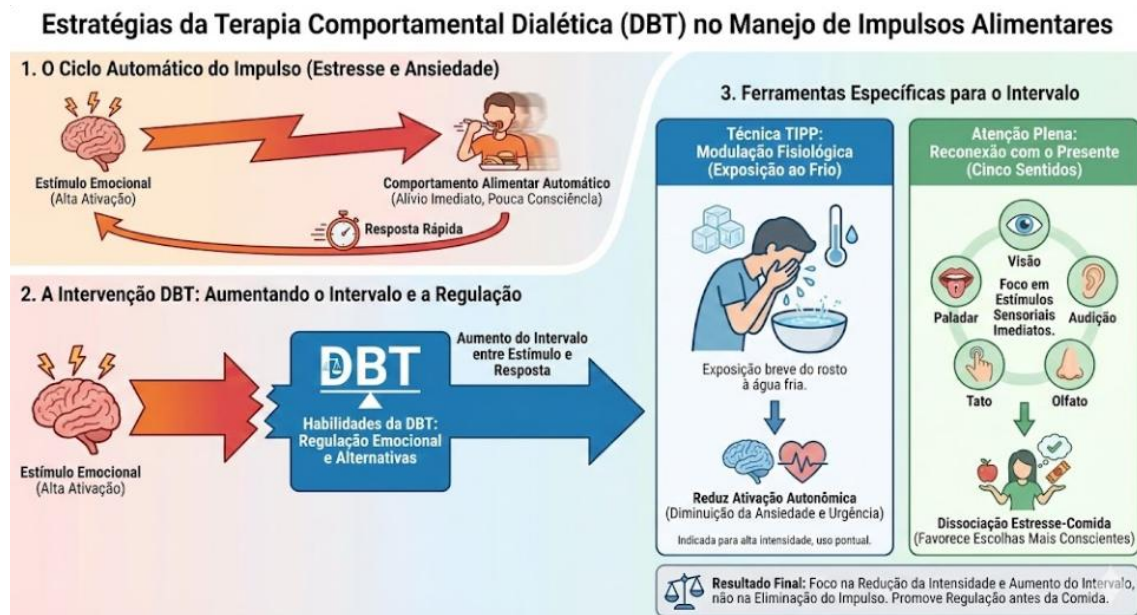 Estratégias da Terapia Comportamental Dialética (DBT) no Manejo de Impulsos Alimentares
1. O Ciclo Automático do Impulso (Estresse e Ansiedade)
Estímulo Emocional
(Alta Ativação)
Comportamento Alimentar Automático
(Alívio Imediato, Pouca Consciência)
Resposta Rápida
2. A Intervenção DBT: Aumentando o Intervalo e a Regulação
Estímulo Emocional
(Alta Ativação)
DBT
Habilidades da DBT:
Regulação Emocional
e Alternativas
Aumento do Intervalo
entre Estímulo e
Resposta
3. Ferramentas Específicas para o Intervalo
Técnica TIPP:
Modulação Fisiológica
(Exposição ao Frio)
Exposição breve do rosto
à água fria.
Reduz Ativação Autonômica
(Diminuição da Ansiedade e Urgência)
Indicada para alta intensidade, uso pontual.
Atenção Plena:
Reconexão com o Presente
(Cinco Sentidos)
Visão
Paladar
Foco em
Estímulos
Sensoriais
Imediatos.
Audição
Tato
Olfato
Dissociação Estresse-Comida
(Favorece Escolhas Mais Conscientes)
Resultado Final: Foco na Redução da Intensidade e Aumento do Intervalo,
não na Eliminação do Impulso. Promove Regulação antes da Comida.